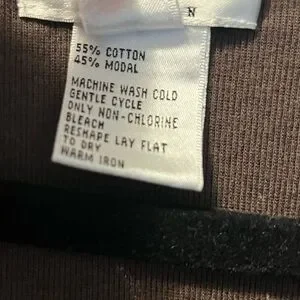 N
55% COTTON
45% MODAL
MACHINE WASH COLD
GENTLE CYCLE
ONLY NON-CHLORINE
BLEACH
RESHAPE LAY FLAT
TO DRY
WARM IRON